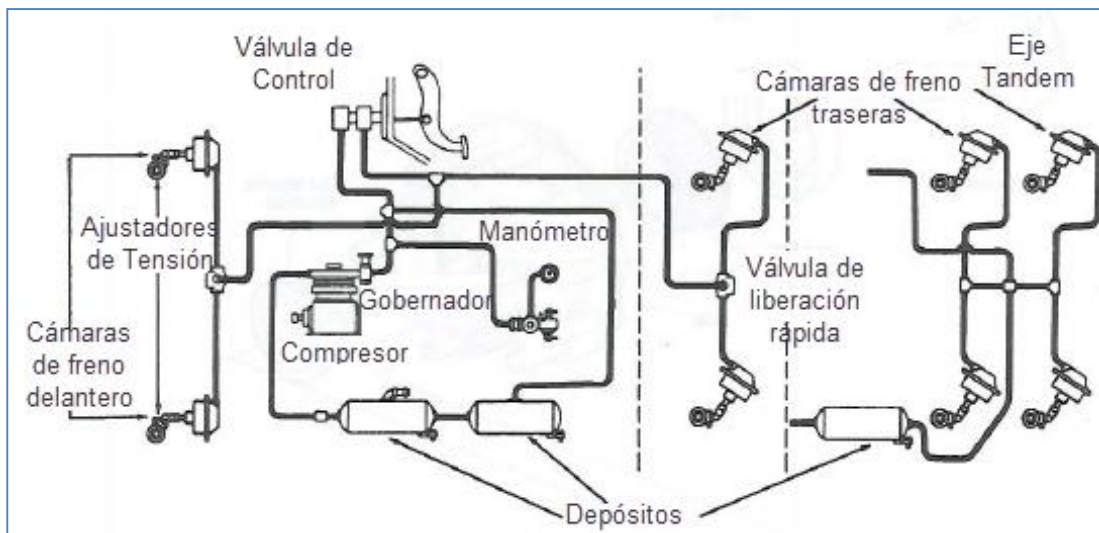 Válvula de
Control
Eje
Tandem
Cámaras de freno
traseras
Ajustadores
de Tensión
Manómetro
Gobernador
Válvula de
liberación
rápida
Compresor
Cámaras
de freno
delantero
Depósitos